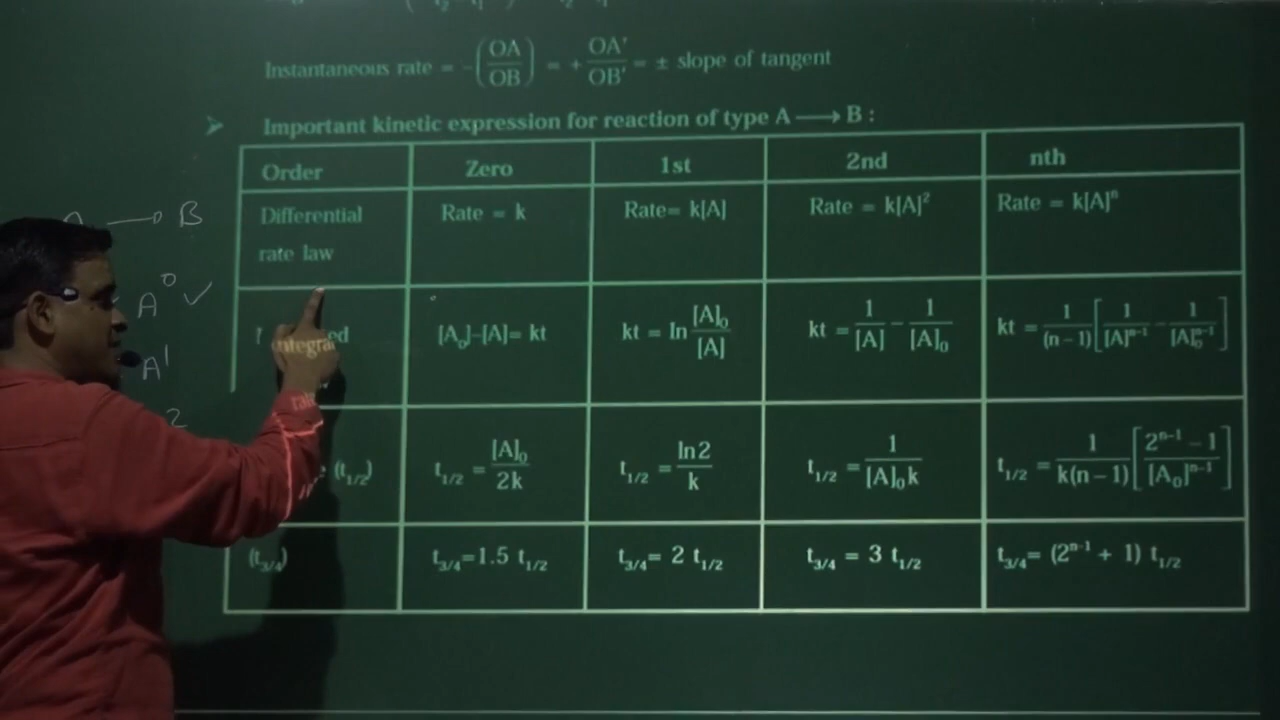 Instantaneous rate = -(OA/OB) = + OA'/OB' = ± slope of tangent
➤ Important kinetic expression for reaction of type A ⟶ B :
Order Zero 1st 2nd nth
Differential rate law Rate = k Rate= k[A] Rate = k[A]² Rate = k[A]ⁿ
[A₀]-[A]= kt kt = ln [A]₀/[A] kt = 1/[A] - 1/[A]₀ kt = 1/(n-1) [1/[A]ⁿ⁻¹ - 1/[A]₀ⁿ⁻¹]
(t₁/₂) t₁/₂ = [A]₀/2k t₁/₂ = ln2/k t₁/₂ = 1/[A]₀k t₁/₂ = 1/k(n-1) [2ⁿ⁻¹ - 1/[A₀]ⁿ⁻¹]
(t₃/₄) t₃/₄=1.5 t₁/₂ t₃/₄= 2 t₁/₂ t₃/₄ = 3 t₁/₂ t₃/₄= (2ⁿ⁻¹ + 1) t₁/₂
⟶ B
A⁰ ✓
A¹
2